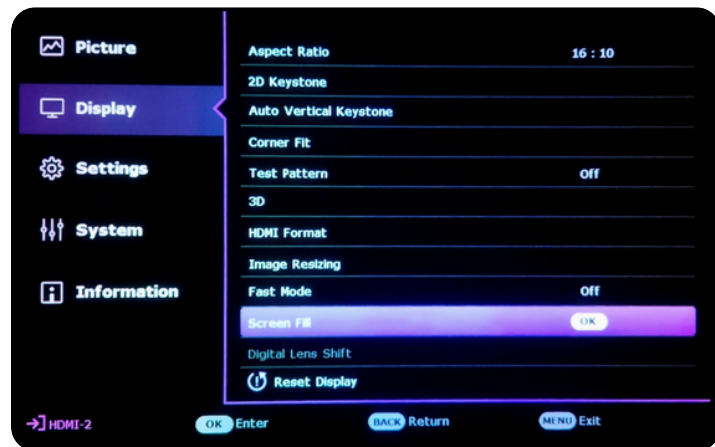 Picture
Display
Settings
System
Information
Aspect Ratio 16 : 10
2D Keystone
Auto Vertical Keystone
Corner Fit
Test Pattern Off
3D
HDMI Format
Image Resizing
Fast Mode Off
Screen Fill OK
Digital Lens Shift
Reset Display
HDMI-2 OK Enter BACK Return MENU Exit